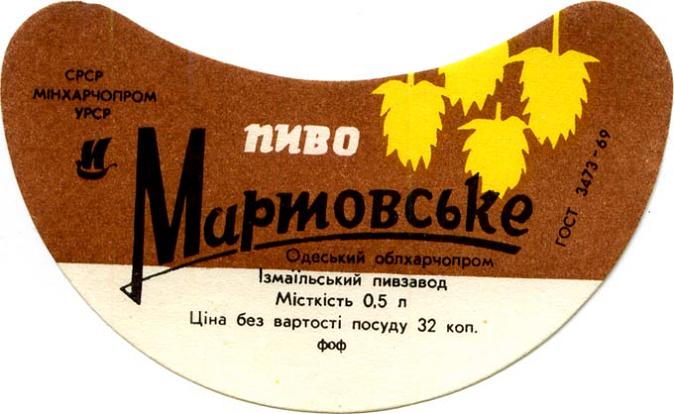 СРСР
МІНХАРЧОПРОМ
УРСР
пиво
Мартовське
ГОСТ 3473-69
Одеський облхарчопром
Ізмаїльський пивзавод
Місткість 0,5 л
Ціна без вартості посуду 32 коп.
фоф